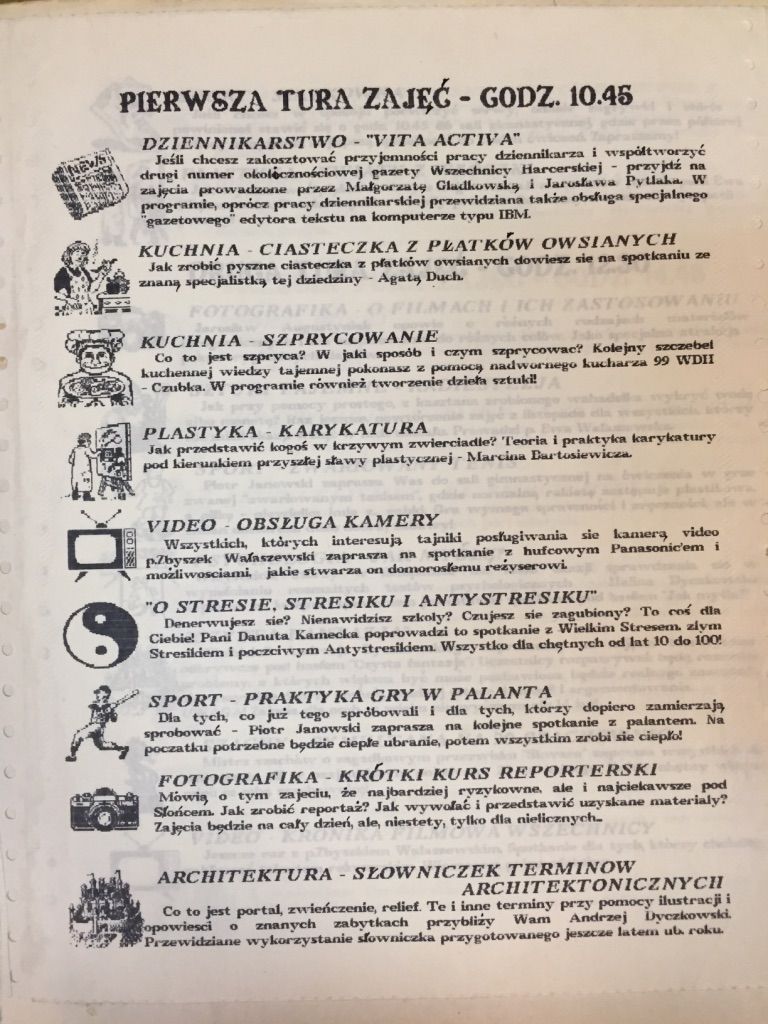 PIERWSZA TURA ZAJĘĆ - GODZ. 10.45
DZIENNIKARSTWO - "VITA ACTIVA"
Jeśli chcesz zakosztować przyjemności pracy dziennikarza i współtworzyć
drugi numer okolicznościowej gazety Wszechnicy Harcerskiej - przyjdź na
zajęcia prowadzone przez Małgorzatę Gladkowską i Jarosława Pytlaka. W
programie, oprócz pracy dziennikarskiej przewidziana także obsługa specjalnego
"gazetowego" edytora tekstu na komputerze typu IBM.
NEWS
KUCHNIA - CIASTECZKA Z PŁATKÓW OWSIANYCH
Jak zrobić pyszne ciasteczka z płatków owsianych dowiesz sie na spotkaniu ze
znaną specjalistką tej dziedziny - Agatą Duch.
KUCHNIA - SZPRYCOWANIE
Co to jest szpryca? W jaki sposób i czym szprycować? Kolejny szczebel
kuchennej wiedzy tajemnej pokonasz z pomocą nadwornego kucharza 99 WDH
- Czubka. W programie również tworzenie dzieła sztuki!
PLASTYKA - KARYKATURA
Jak przedstawić kogoś w krzywym zwierciadle? Teoria i praktyka karykatury
pod kierunkiem przyszłej sławy plastycznej - Marcina Bartosiewicza.
VIDEO - OBSŁUGA KAMERY
Wszystkich, których interesują tajniki posługiwania sie kamerą video
p.Zbyszek Wałaszewski zaprasza na spotkanie z hufcowym Panasonic'em i
możliwosciami, jakie stwarza on domorosłemu reżyserowi.
"O STRESIE, STRESIKU I ANTYSTRESIKU"
Denerwujesz sie? Nienawidzisz szkoły? Czujesz sie zagubiony? To coś dla
Ciebie! Pani Danuta Kamecka poprowadzi to spotkanie z Wielkim Stresem, złym
Stresikiem i poczciwym Antystresikiem. Wszystko dla chętnych od lat 10 do 100!
SPORT - PRAKTYKA GRY W PALANTA
Dla tych, co już tego spróbowali i dla tych, którzy dopiero zamierzają
sprobować - Piotr Janowski zaprasza na kolejne spotkanie z palantem. Na
poczatku potrzebne będzie ciepłe ubranie, potem wszystkim zrobi sie ciepło!
FOTOGRAFIKA - KRÓTKI KURS REPORTERSKI
Mówią o tym zajeciu, że najbardziej ryzykowne, ale i najciekawsze pod
Słońcem. Jak zrobić reportaż? Jak wywołać i przedstawić uzyskane materiały?
Zajęcia będzie na cały dzień, ale, niestety, tylko dla nielicznych...
ARCHITEKTURA - SŁOWNICZEK TERMINOW
ARCHITEKTONICZNYCH
Co to jest portal, zwieńczenie, relief. Te i inne terminy przy pomocy ilustracji i
opowiesci o znanych zabytkach przybliży Wam Andrzej Dyczkowski.
Przewidziane wykorzystanie słowniczka przygotowanego jeszcze latem ub. roku.